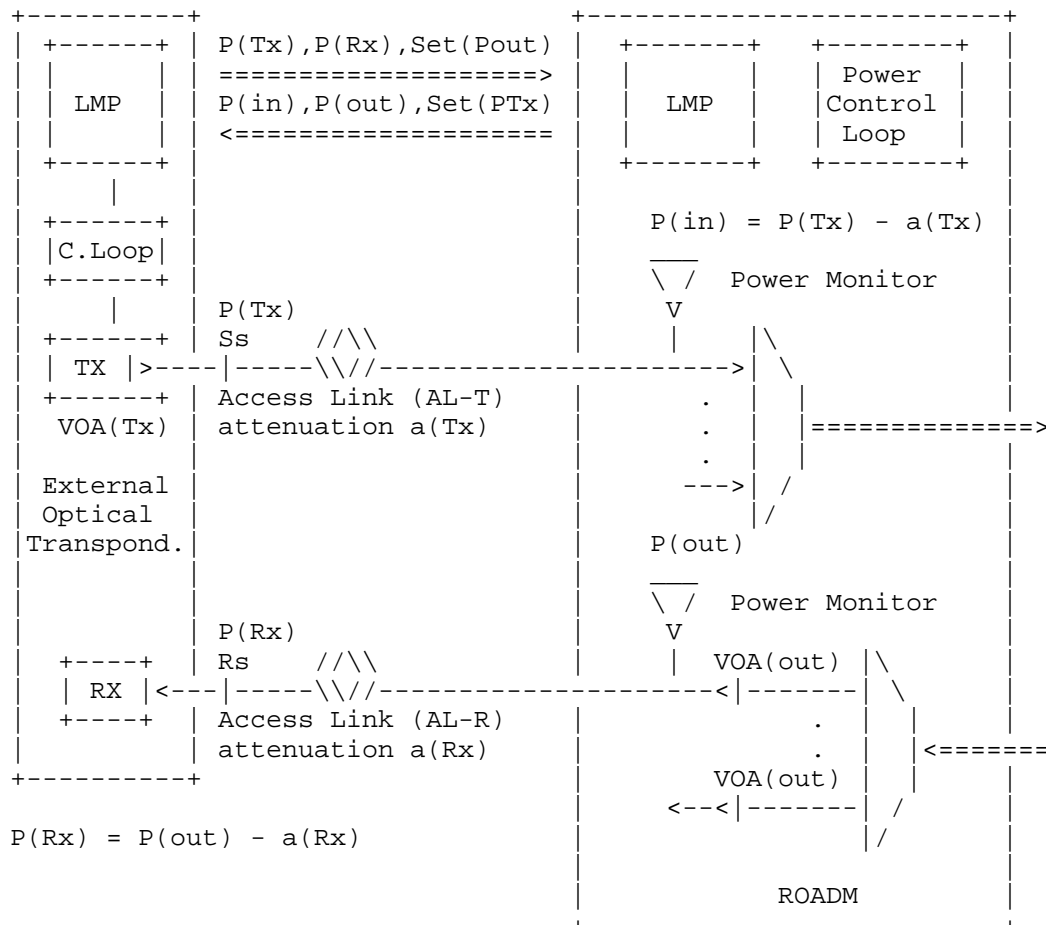 P(Tx),P(Rx),Set(Pout)
Power
LMP P(in),P(out),Set(PTx) LMP Control
Loop
P(in) = P(Tx) - a(Tx)
C.Loop
Power Monitor
P(Tx)
Ss
TX
Access Link (AL-T)
VOA(Tx) attenuation a(Tx)
External
Optical
Transpond. P(out)
Power Monitor
P(Rx)
Rs VOA(out)
RX
Access Link (AL-R)
attenuation a(Rx)
VOA(out)
P(Rx) = P(out) - a(Rx)
ROADM